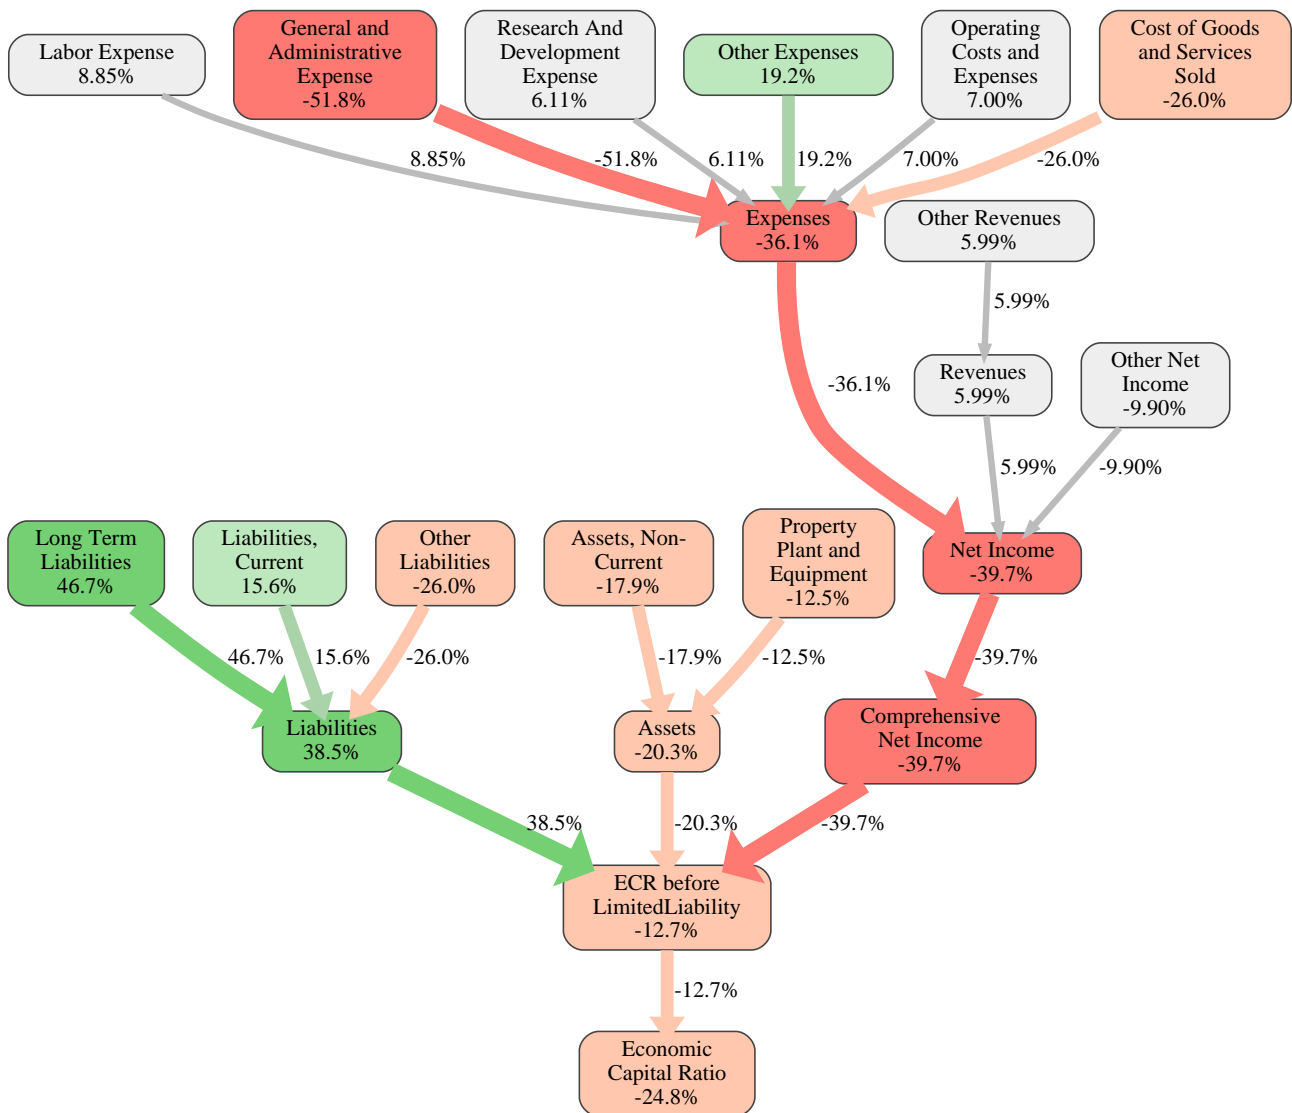 Labor Expense
8.85%
General and
Administrative
Expense
-51.8%
Research And
Development
Expense
6.11%
Other Expenses
19.2%
Operating
Costs and
Expenses
7.00%
Cost of Goods
and Services
Sold
-26.0%
8.85%
-51.8%
6.11%
19.2%
7.00%
-26.0%
Expenses
-36.1%
Other Revenues
5.99%
5.99%
-36.1%
Revenues
5.99%
Other Net
Income
-9.90%
5.99%
-9.90%
Long Term
Liabilities
46.7%
Liabilities,
Current
15.6%
Other
Liabilities
-26.0%
Assets, Non-
Current
-17.9%
Property
Plant and
Equipment
-12.5%
Net Income
-39.7%
46.7%
15.6%
-26.0%
-17.9%
-12.5%
-39.7%
Liabilities
38.5%
Assets
-20.3%
Comprehensive
Net Income
-39.7%
38.5%
-20.3%
-39.7%
ECR before
LimitedLiability
-12.7%
-12.7%
Economic
Capital Ratio
-24.8%